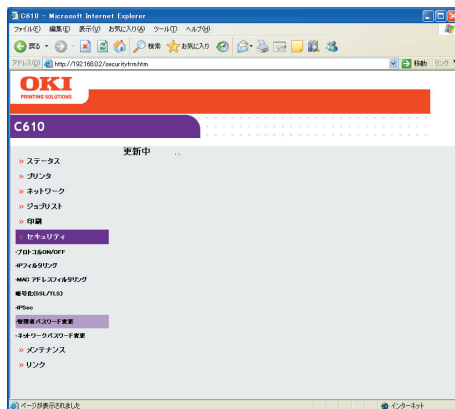 C610 - Microsoft Internet Explorer
ファイル(F) 編集(E) 表示(V) お気に入り(A) ツール(T) ヘルプ(H)
戻る 検索 お気に入り
アドレス(D) http://192.168.0.2/securityfrm.htm 移動 リンク
OKI
PRINTING SOLUTIONS
C610
更新中 ..
» ステータス
» プリンタ
» ネットワーク
» ジョブリスト
» 印刷
» セキュリティ
-プロトコルON/OFF
-IPフィルタリング
-MAC アドレスフィルタリング
暗号化(SSL/TLS)
-IPSec
-管理者パスワード変更
-ネットワークパスワード変更
» メンテナンス
» リンク
ページが表示されました インターネット